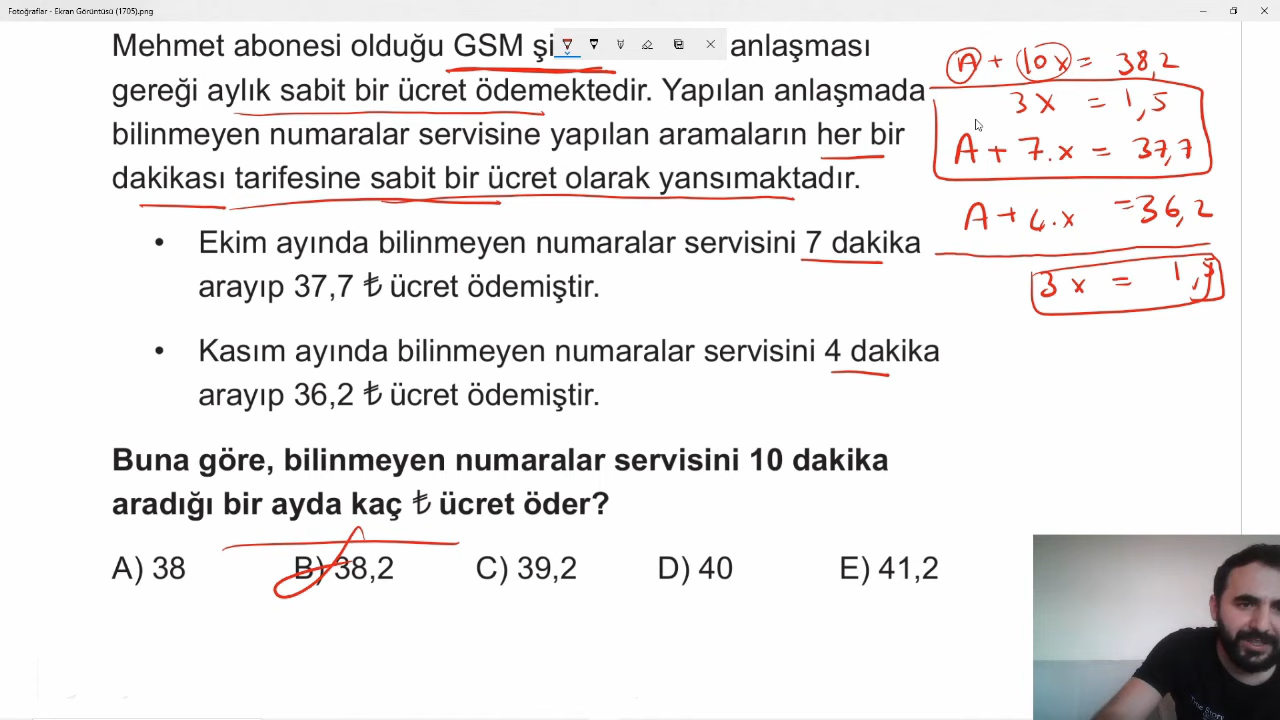 Fotoğraflar - Ekran Görüntüsü (1705).png
Mehmet abonesi olduğu GSM şi anlaşması
gereği aylık sabit bir ücret ödemektedir. Yapılan anlaşmada
bilinmeyen numaralar servisine yapılan aramaların her bir
dakikası tarifesine sabit bir ücret olarak yansımaktadır.
• Ekim ayında bilinmeyen numaralar servisini 7 dakika
arayıp 37,7 ₺ ücret ödemiştir.
• Kasım ayında bilinmeyen numaralar servisini 4 dakika
arayıp 36,2 ₺ ücret ödemiştir.
Buna göre, bilinmeyen numaralar servisini 10 dakika
aradığı bir ayda kaç ₺ ücret öder?
A) 38 B) 38,2 C) 39,2 D) 40 E) 41,2
A + 10x = 38,2
3x = 1,5
A + 7.x = 37,7
A + 4.x = 36,2
3x = 1,5